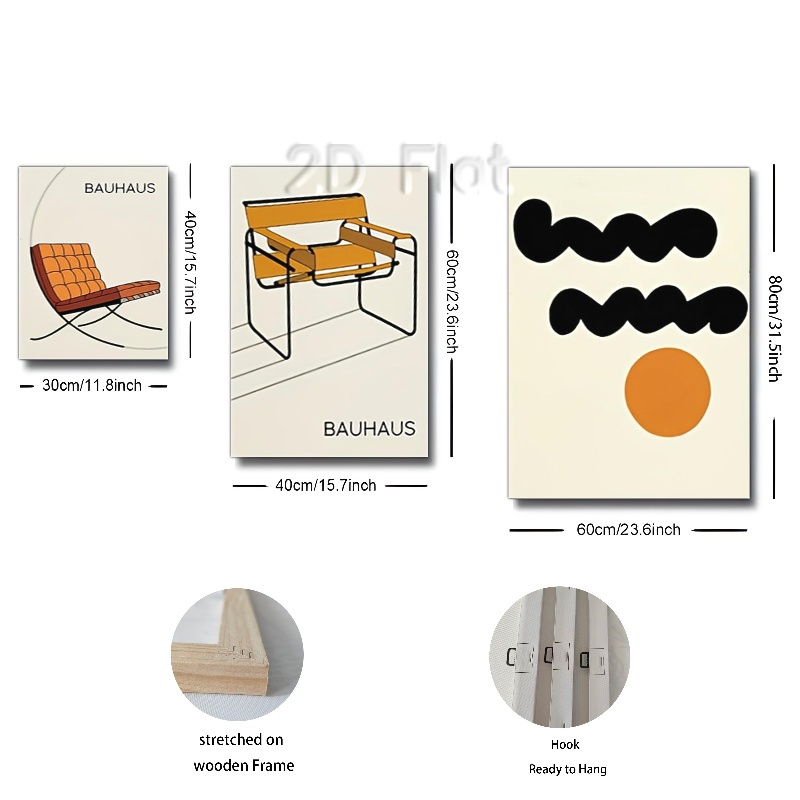 2D Flat
BAUHAUS
40cm/15.7inch
30cm/11.8inch
BAUHAUS
60cm/23.6inch
40cm/15.7inch
80cm/31.5inch
60cm/23.6inch
stretched on
wooden Frame
Hook
Ready to Hang